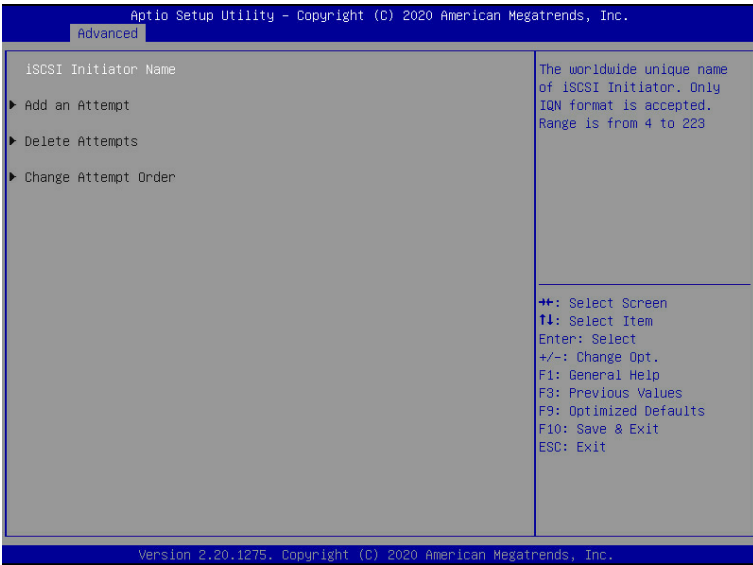 Aptio Setup Utility – Copyright (C) 2020 American Megatrends, Inc.
Advanced
iSCSI Initiator Name
▶ Add an Attempt
▶ Delete Attempts
▶ Change Attempt Order
The worldwide unique name
of iSCSI Initiator. Only
IQN format is accepted.
Range is from 4 to 223
→←: Select Screen
↑↓: Select Item
Enter: Select
+/-: Change Opt.
F1: General Help
F3: Previous Values
F9: Optimized Defaults
F10: Save & Exit
ESC: Exit
Version 2.20.1275. Copyright (C) 2020 American Megatrends, Inc.